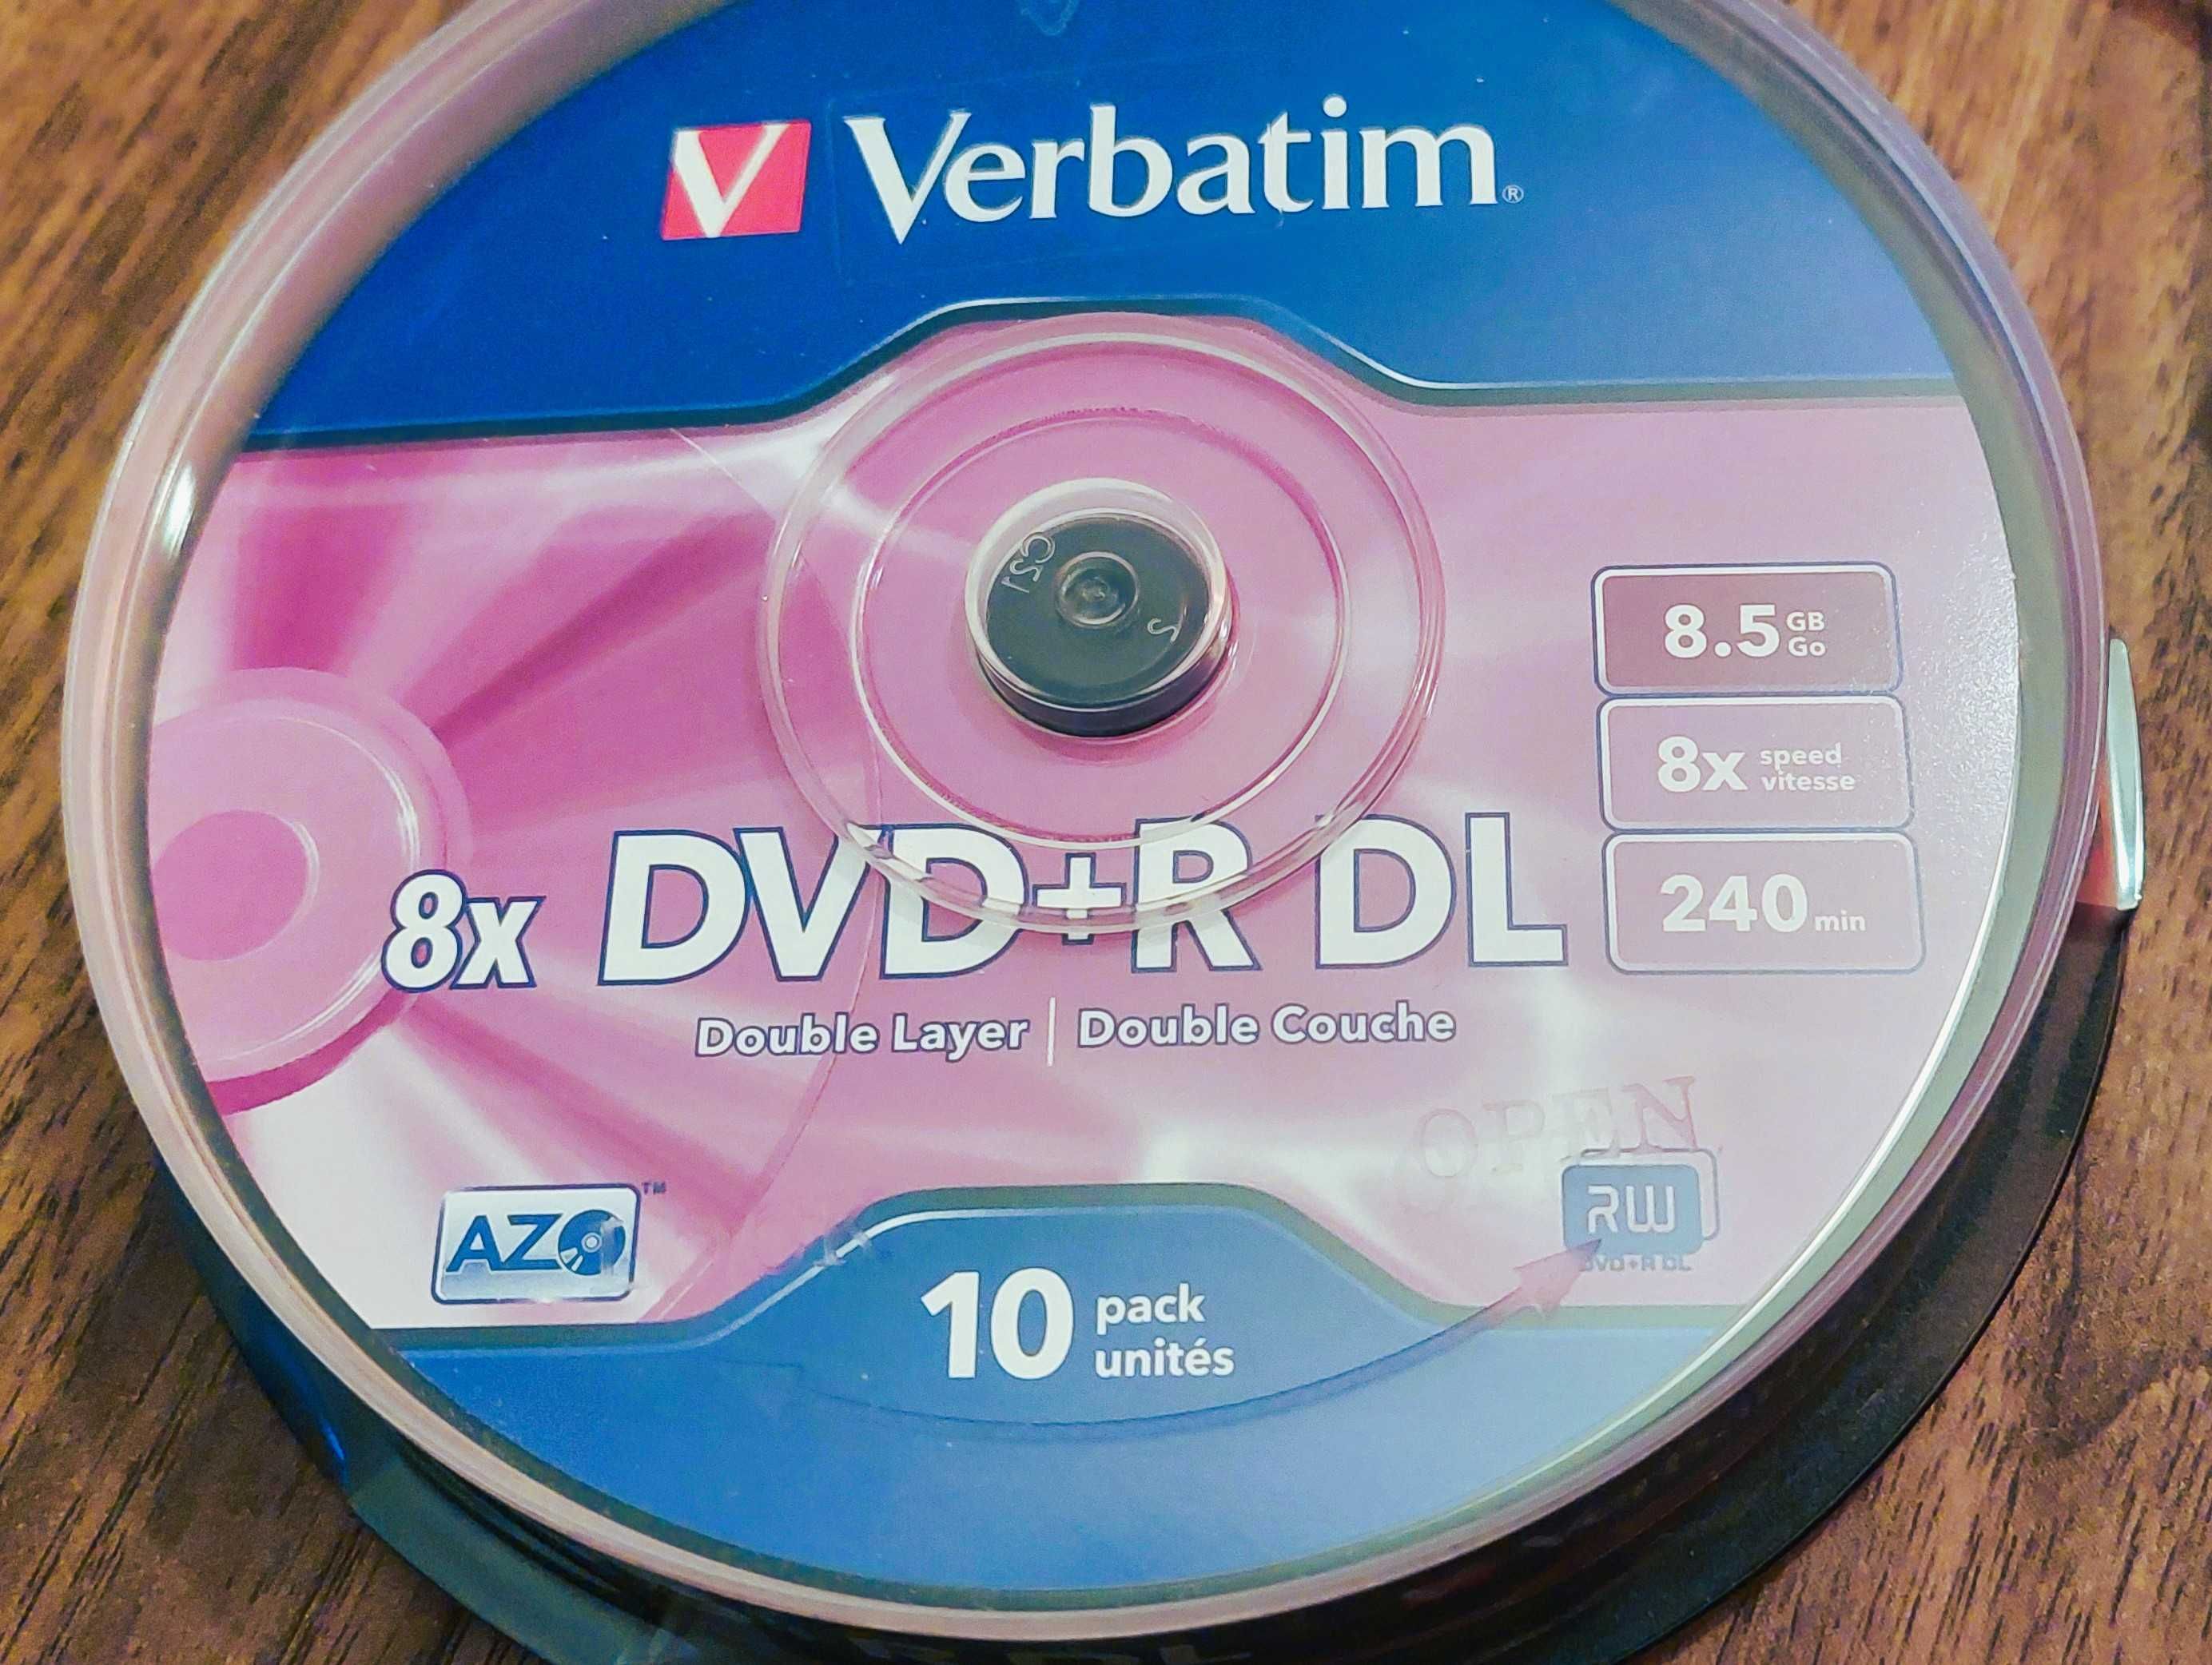 V Verbatim®
8.5 GB Go
8x speed vitesse
240 min
8x DVD+R DL
Double Layer | Double Couche
OPEN
AZO™
RW
DVD+R DL
10 pack unités